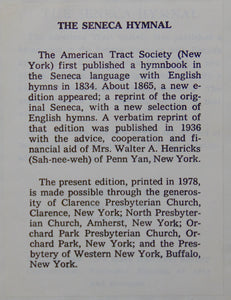 THE SENECA HYMNAL
The American Tract Society (New
York) first published a hymnbook in
the Seneca language with English
hymns in 1834. About 1865, a new e-
dition appeared; a reprint of the orig-
inal Seneca, with a new selection of
English hymns. A verbatim reprint of
that edition was published in 1936
with the advice, cooperation and fi-
nancial aid of Mrs. Walter A. Henricks
(Sah-nee-weh) of Penn Yan, New York.
The present edition, printed in 1978,
is made possible through the generos-
ity of Clarence Presbyterian Church,
Clarence, New York; North Presbyter-
ian Church, Amherst, New York; Or-
chard Park Presbyterian Church, Or-
chard Park, New York; and the Pres-
bytery of Western New York, Buffalo,
New York.